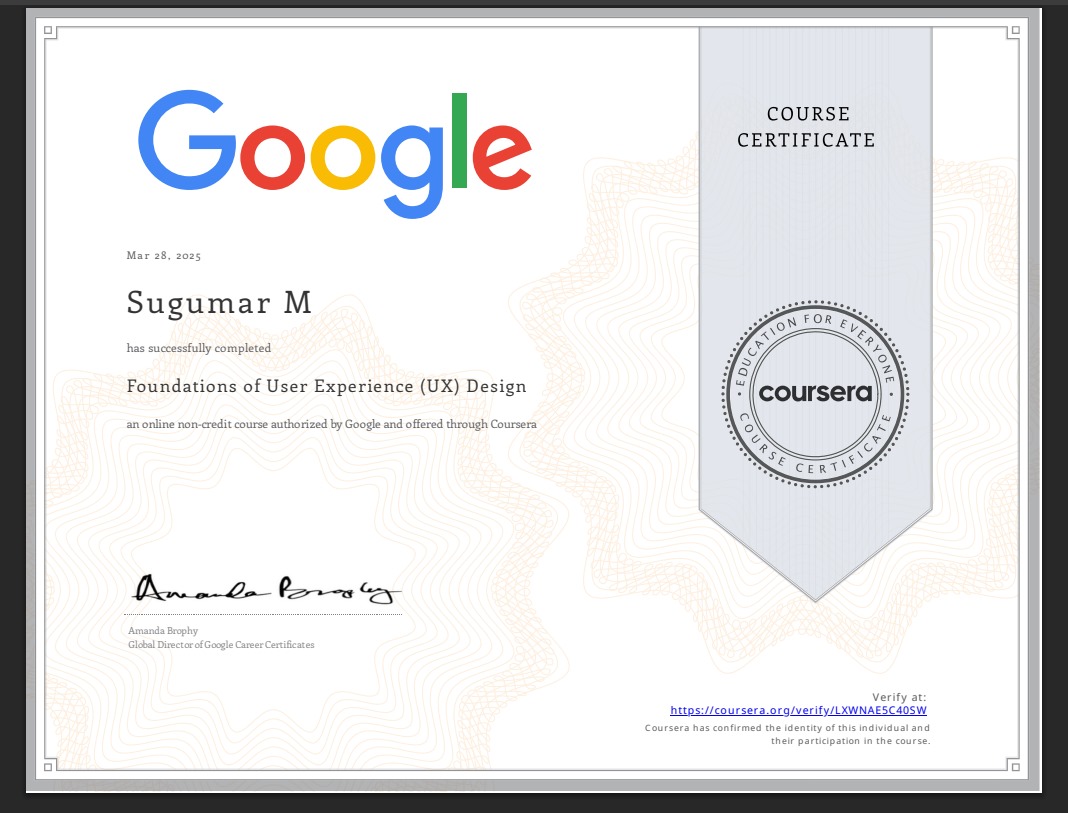 Google
COURSE
CERTIFICATE
Mar 28, 2025
Sugumar M
has successfully completed
Foundations of User Experience (UX) Design
an online non-credit course authorized by Google and offered through Coursera
EDUCATION FOR EVERYONE
coursera
COURSE CERTIFICATE
Amanda Brophy
Amanda Brophy
Global Director of Google Career Certificates
Verify at:
https://coursera.org/verify/LXWNAE5C40SW
Coursera has confirmed the identity of this individual and
their participation in the course.